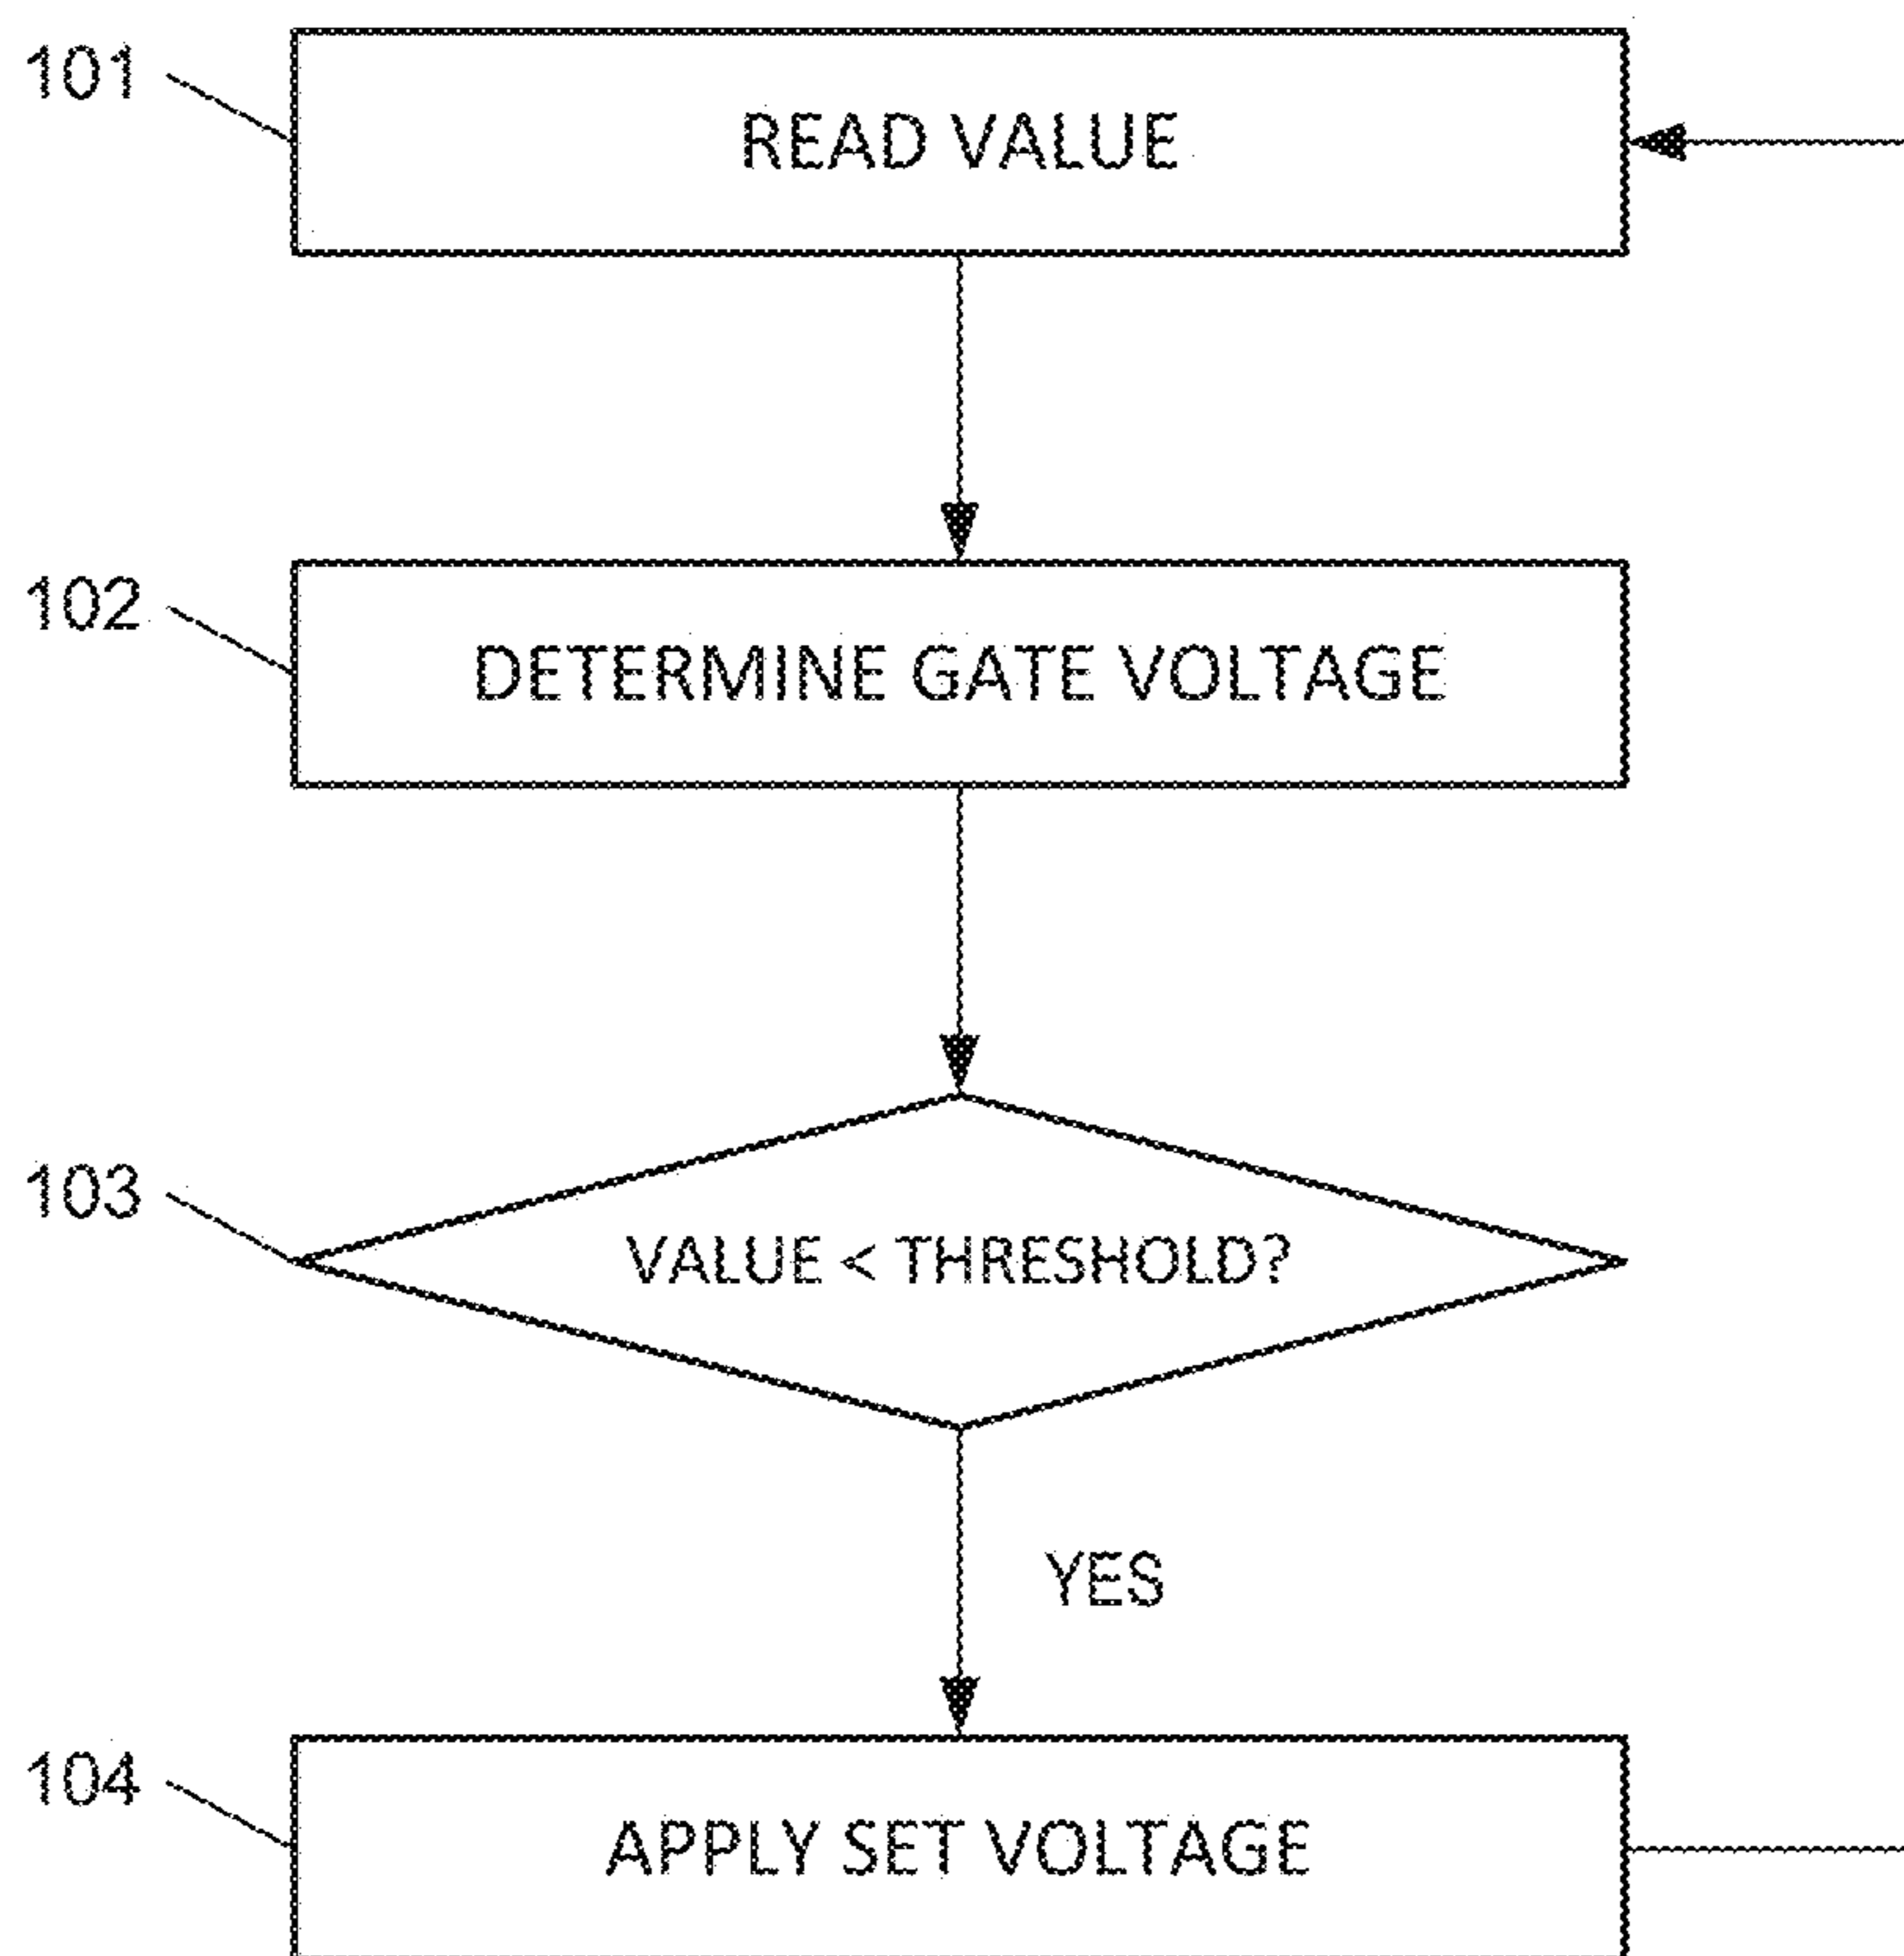 101
READ VALUE
102
DETERMINE GATE VOLTAGE
103
VALUE < THRESHOLD?
YES
104
APPLY SET VOLTAGE